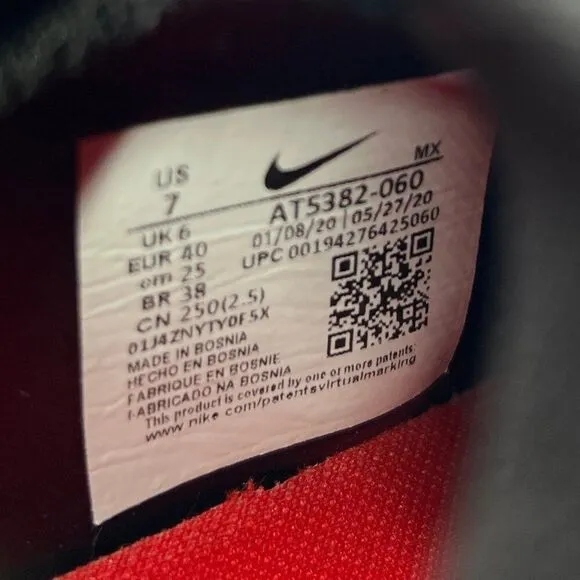 US
7
MX
AT5382-060
UK 6
01/08/20 | 05/27/20
EUR 40
UPC 00194276425060
cm 25
BR 38
CN 250(2.5)
01J4ZNYTY0F5X
MADE IN BOSNIA
HECHO EN BOSNIA
FABRIQUE EN BOSNIE
FABRICADO NA BOSNIA
This product is covered by one or more patents:
www.nike.com/patentsvirtualmarking